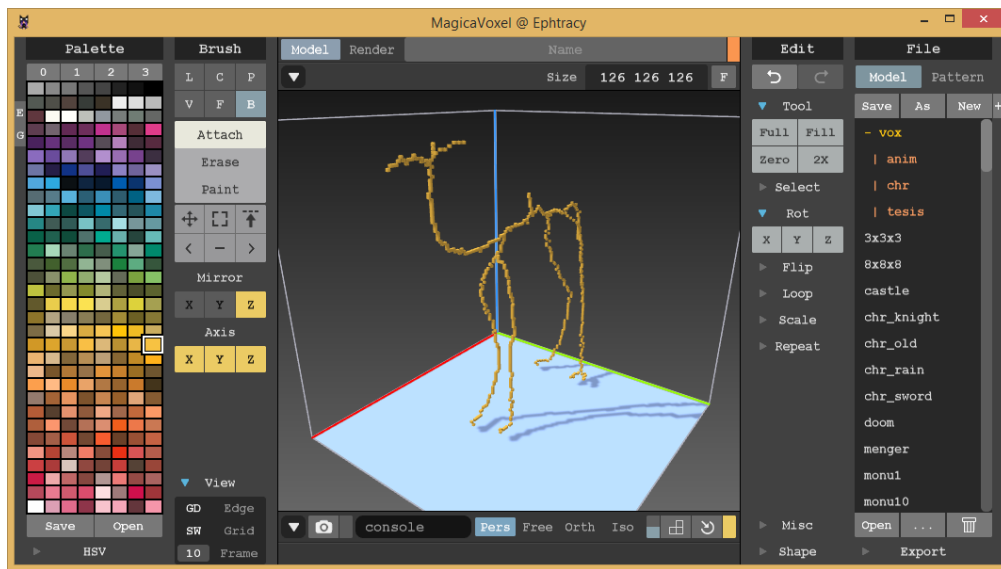 MagicaVoxel @ Ephtracy
Palette
0 1 2 3
E
G
Save Open
HSV
Brush
L C P
V F B
Attach
Erase
Paint
< − >
Mirror
X Y Z
Axis
X Y Z
View
GD Edge
SW Grid
10 Frame
Model Render Name
Size 126 126 126 F
console Pers Free Orth Iso
Edit
Tool
Full Fill
Zero 2X
Select
Rot
X Y Z
Flip
Loop
Scale
Repeat
Misc
Shape
File
Model Pattern
Save As New +
- vox
| anim
| chr
| tesis
3x3x3
8x8x8
castle
chr_knight
chr_old
chr_rain
chr_sword
doom
menger
monu1
monu10
Open ...
Export